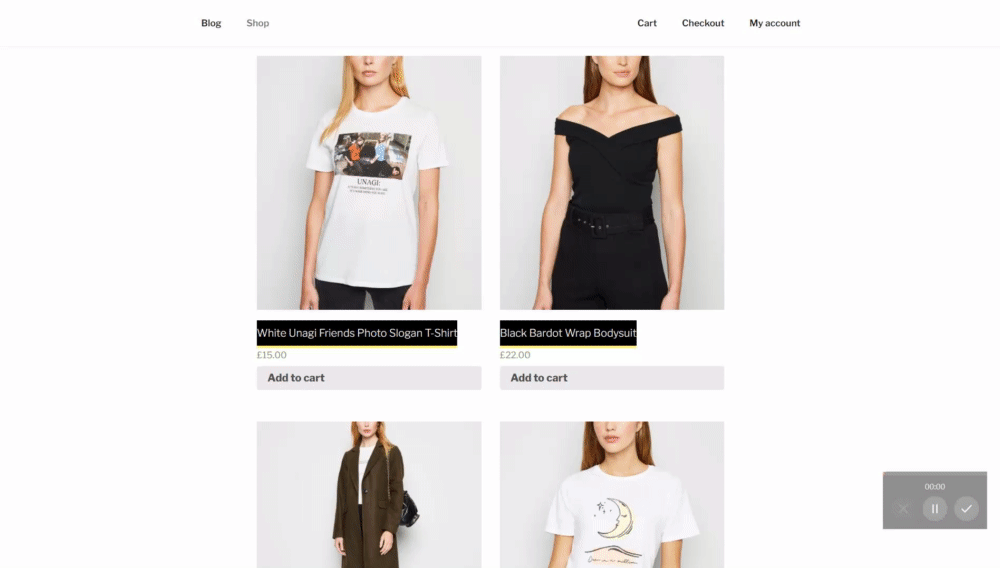 Blog
Shop
Cart
Checkout
My account
UNAGI:
White Unagi Friends Photo Slogan T-Shirt
£15.00
Add to cart
Black Bardot Wrap Bodysuit
£22.00
Add to cart
00:00